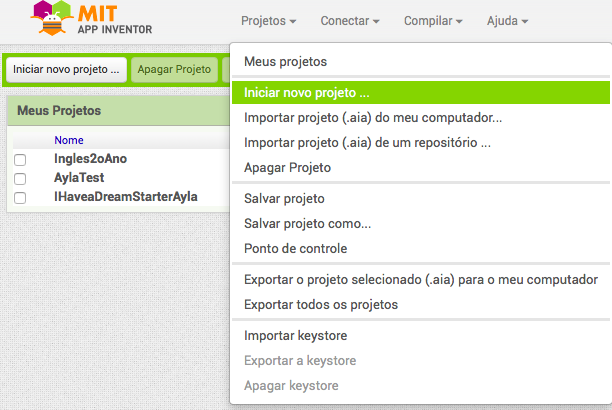 MIT
APP INVENTOR
Projetos Conectar Compilar Ajuda
Iniciar novo projeto ... Apagar Projeto
Meus Projetos
Nome
Ingles2oAno
AylaTest
IHaveaDreamStarterAyla
Meus projetos
Iniciar novo projeto ...
Importar projeto (.aia) do meu computador...
Importar projeto (.aia) de um repositório ...
Apagar Projeto
Salvar projeto
Salvar projeto como...
Ponto de controle
Exportar o projeto selecionado (.aia) para o meu computador
Exportar todos os projetos
Importar keystore
Exportar a keystore
Apagar keystore